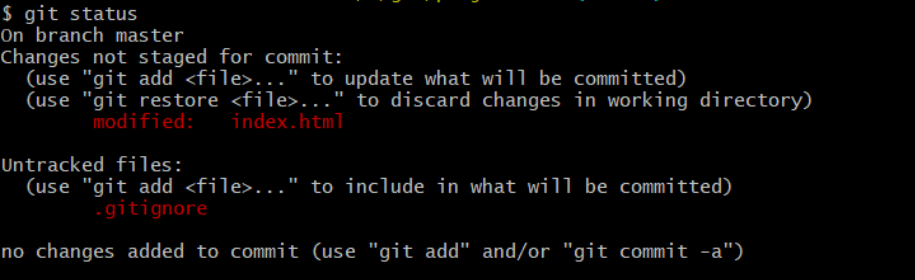 $ git status
On branch master
Changes not staged for commit:
  (use "git add <file>..." to update what will be committed)
  (use "git restore <file>..." to discard changes in working directory)
        modified:   index.html

Untracked files:
  (use "git add <file>..." to include in what will be committed)
        .gitignore

no changes added to commit (use "git add" and/or "git commit -a")